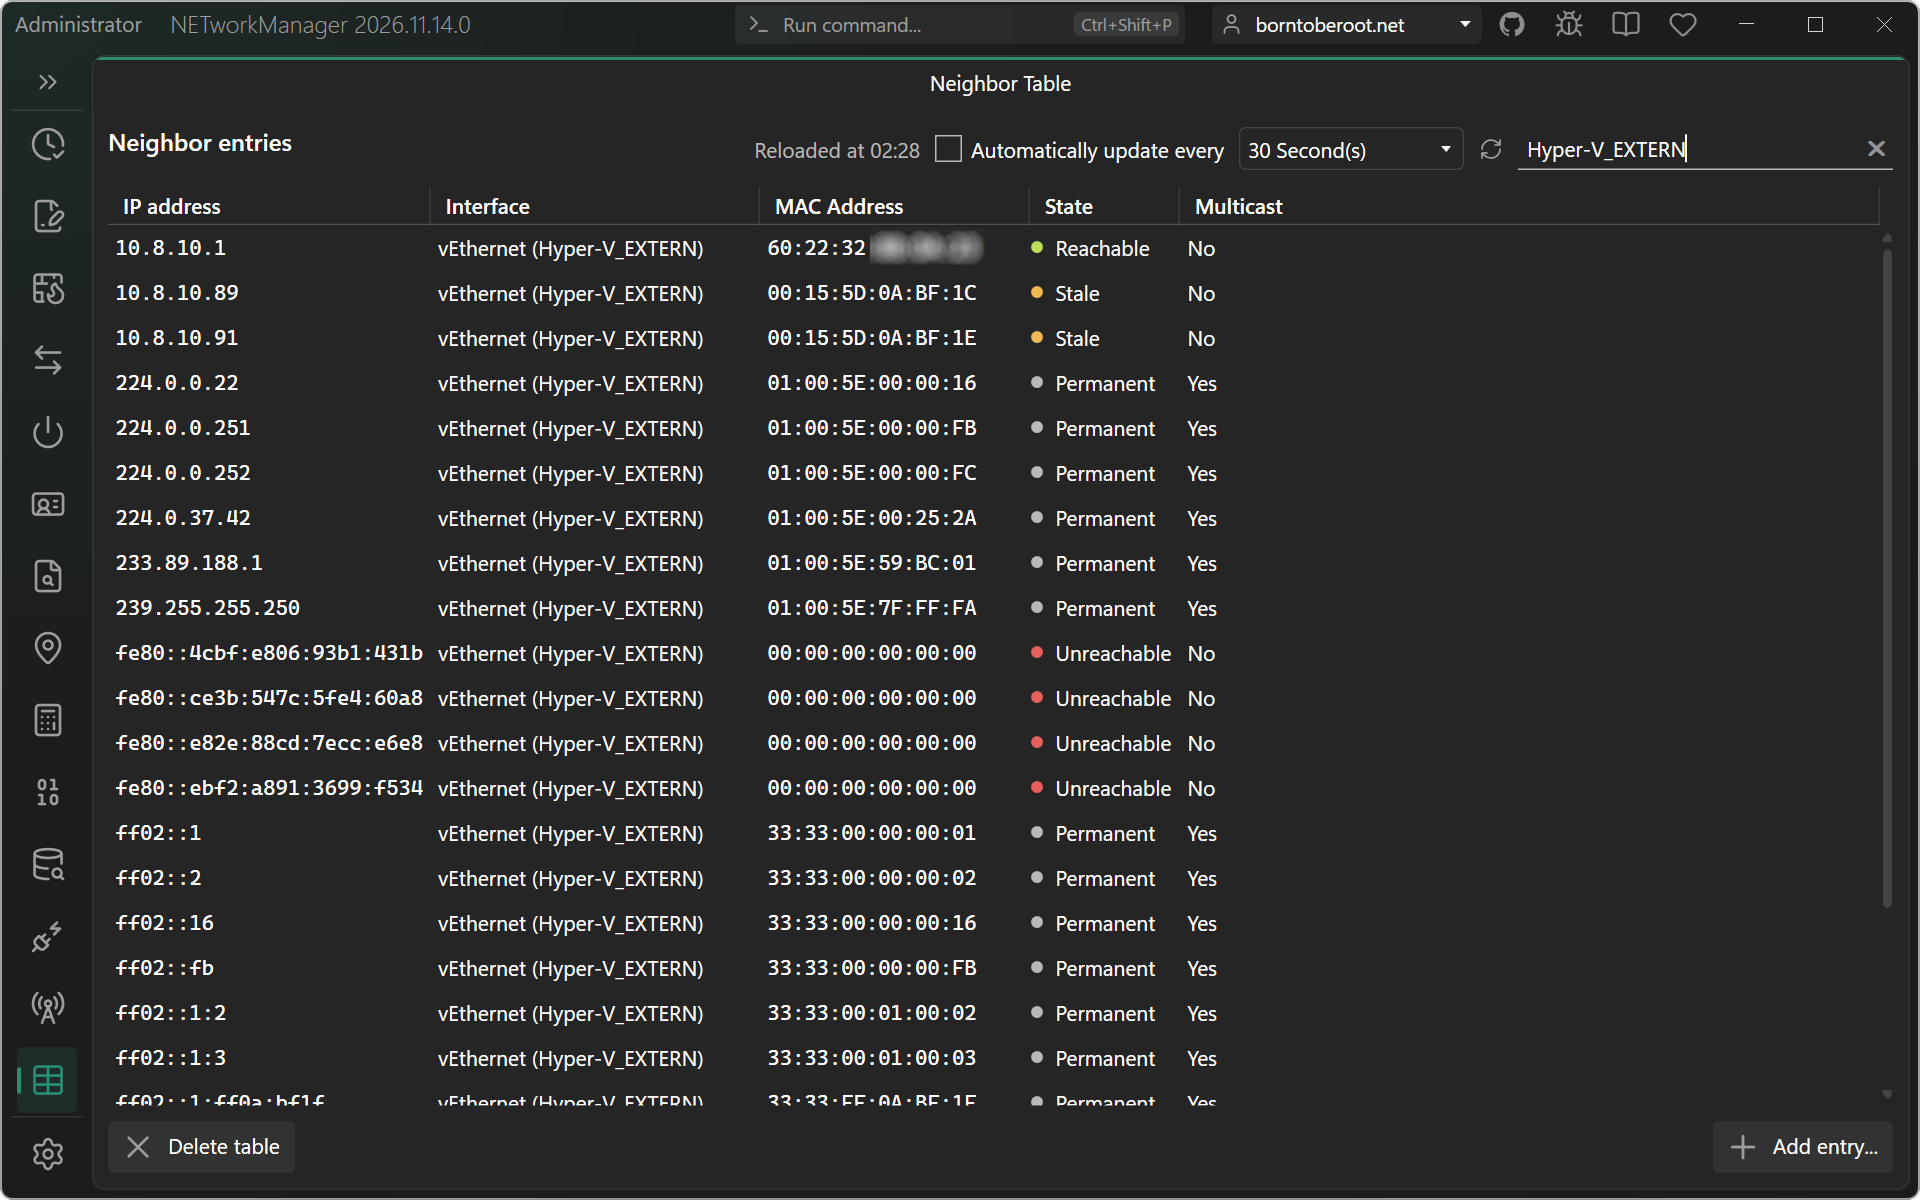 Administrator NETworkManager 2026.11.14.0 Run command... Ctrl+Shift+P borntoberoot.net
Neighbor Table
Neighbor entries Reloaded at 02:28 Automatically update every 30 Second(s) Hyper-V_EXTERN
IP address Interface MAC Address State Multicast
10.8.10.1 vEthernet (Hyper-V_EXTERN) 60:22:32 Reachable No
10.8.10.89 vEthernet (Hyper-V_EXTERN) 00:15:5D:0A:BF:1C Stale No
10.8.10.91 vEthernet (Hyper-V_EXTERN) 00:15:5D:0A:BF:1E Stale No
224.0.0.22 vEthernet (Hyper-V_EXTERN) 01:00:5E:00:00:16 Permanent Yes
224.0.0.251 vEthernet (Hyper-V_EXTERN) 01:00:5E:00:00:FB Permanent Yes
224.0.0.252 vEthernet (Hyper-V_EXTERN) 01:00:5E:00:00:FC Permanent Yes
224.0.37.42 vEthernet (Hyper-V_EXTERN) 01:00:5E:00:25:2A Permanent Yes
233.89.188.1 vEthernet (Hyper-V_EXTERN) 01:00:5E:59:BC:01 Permanent Yes
239.255.255.250 vEthernet (Hyper-V_EXTERN) 01:00:5E:7F:FF:FA Permanent Yes
fe80::4cbf:e806:93b1:431b vEthernet (Hyper-V_EXTERN) 00:00:00:00:00:00 Unreachable No
fe80::ce3b:547c:5fe4:60a8 vEthernet (Hyper-V_EXTERN) 00:00:00:00:00:00 Unreachable No
fe80::e82e:88cd:7ecc:e6e8 vEthernet (Hyper-V_EXTERN) 00:00:00:00:00:00 Unreachable No
fe80::ebf2:a891:3699:f534 vEthernet (Hyper-V_EXTERN) 00:00:00:00:00:00 Unreachable No
ff02::1 vEthernet (Hyper-V_EXTERN) 33:33:00:00:00:01 Permanent Yes
ff02::2 vEthernet (Hyper-V_EXTERN) 33:33:00:00:00:02 Permanent Yes
ff02::16 vEthernet (Hyper-V_EXTERN) 33:33:00:00:00:16 Permanent Yes
ff02::fb vEthernet (Hyper-V_EXTERN) 33:33:00:00:00:FB Permanent Yes
ff02::1:2 vEthernet (Hyper-V_EXTERN) 33:33:00:01:00:02 Permanent Yes
ff02::1:3 vEthernet (Hyper-V_EXTERN) 33:33:00:01:00:03 Permanent Yes
ff02::1:ff0a:bf1f vEthernet (Hyper-V_EXTERN) 33:33:FF:0A:BF:1F Permanent Yes
Delete table Add entry...